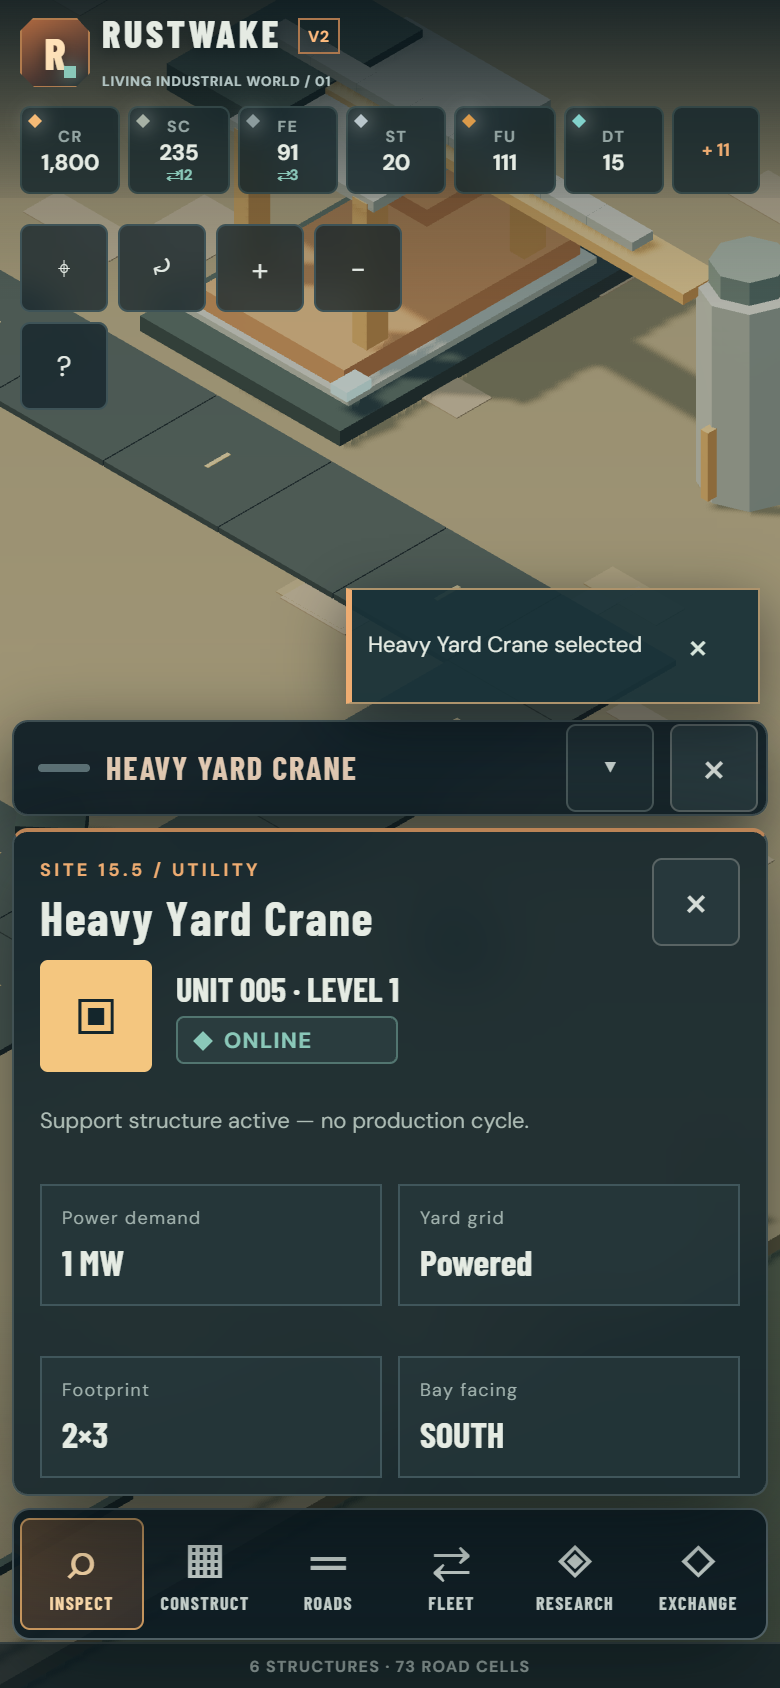 R
RUSTWAKE V2
LIVING INDUSTRIAL WORLD / 01
CR
1,800
SC
235
⇄12
FE
91
⇄3
ST
20
FU
111
DT
15
+ 11
+
−
?
Heavy Yard Crane selected ×
HEAVY YARD CRANE ▼ ×
SITE 15.5 / UTILITY
Heavy Yard Crane ×
UNIT 005 · LEVEL 1
◆ ONLINE
Support structure active — no production cycle.
Power demand
1 MW
Yard grid
Powered
Footprint
2×3
Bay facing
SOUTH
INSPECT
CONSTRUCT
ROADS
FLEET
RESEARCH
EXCHANGE
6 STRUCTURES · 73 ROAD CELLS